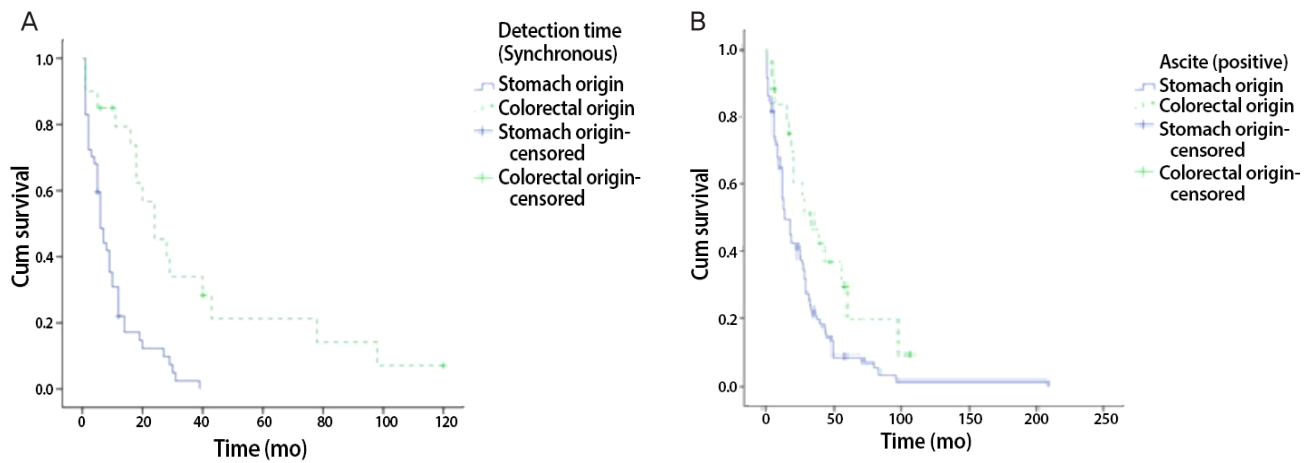 A
Detection time
(Synchronous)
Stomach origin
Colorectal origin
Stomach origin-
censored
Colorectal origin-
censored
Cum survival
1.0
0.8
0.6
0.4
0.2
0.0
0 20 40 60 80 100 120
Time (mo)
B
Ascite (positive)
Stomach origin
Colorectal origin
Stomach origin-
censored
Colorectal origin-
censored
Cum survival
1.0
0.8
0.6
0.4
0.2
0.0
0 50 100 150 200 250
Time (mo)